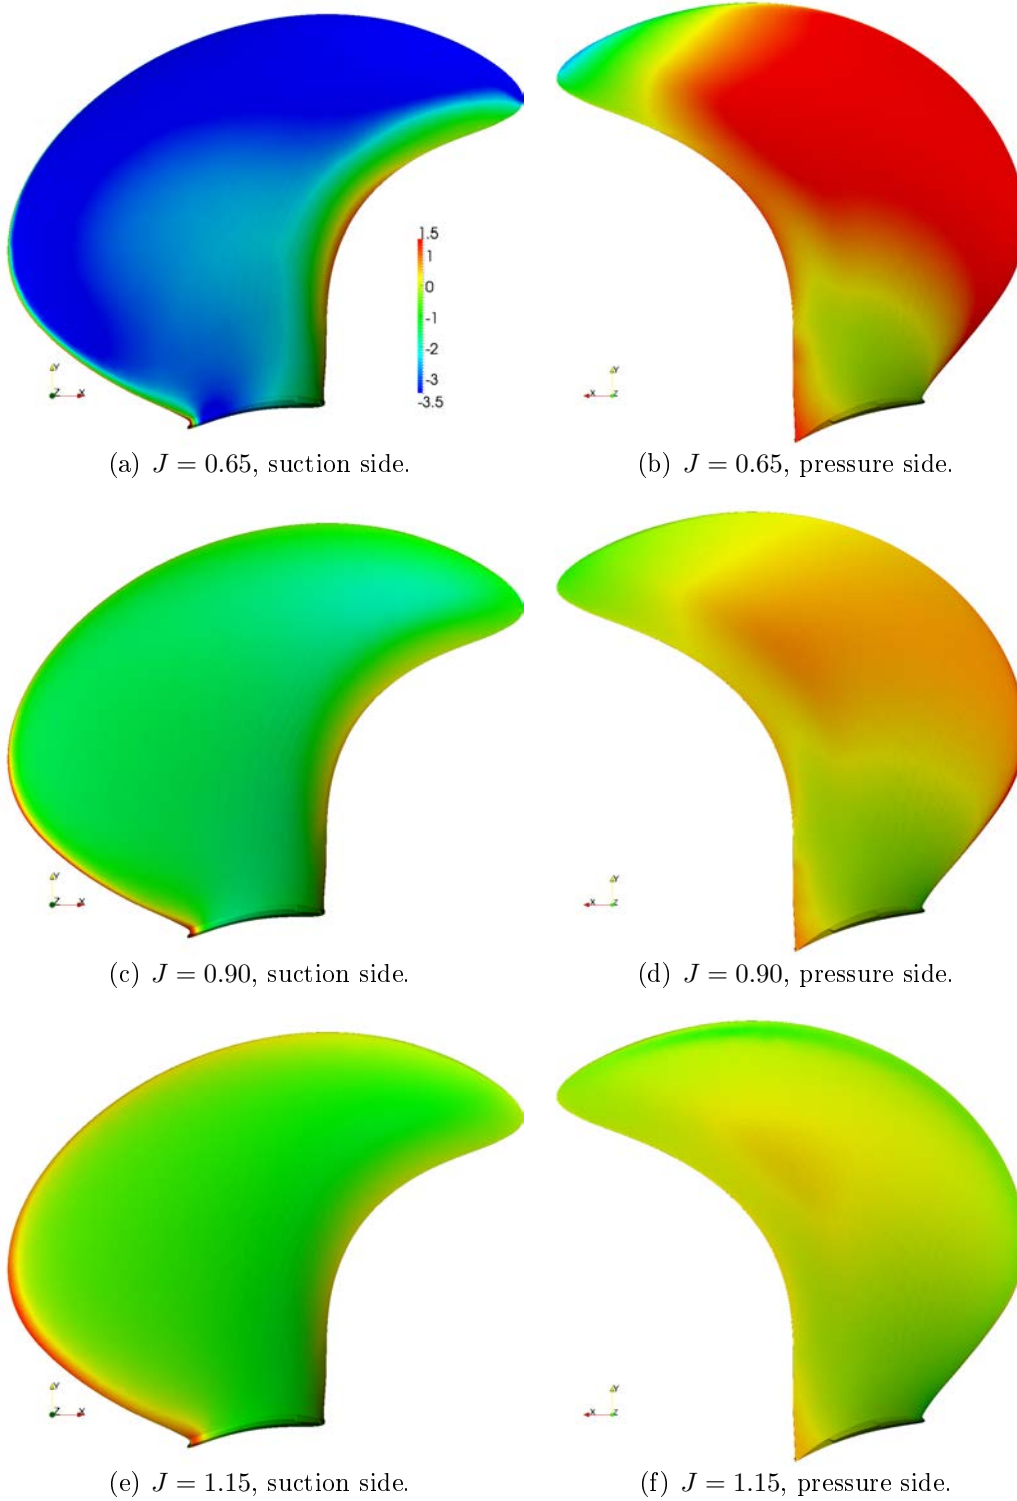 1.5
1
0
-1
-2
-3
-3.5
Y
Z X
Y
X Z
(a) J = 0.65, suction side.
(b) J = 0.65, pressure side.
Y
Z X
Y
X Z
(c) J = 0.90, suction side.
(d) J = 0.90, pressure side.
Y
Z X
Y
X Z
(e) J = 1.15, suction side.
(f) J = 1.15, pressure side.